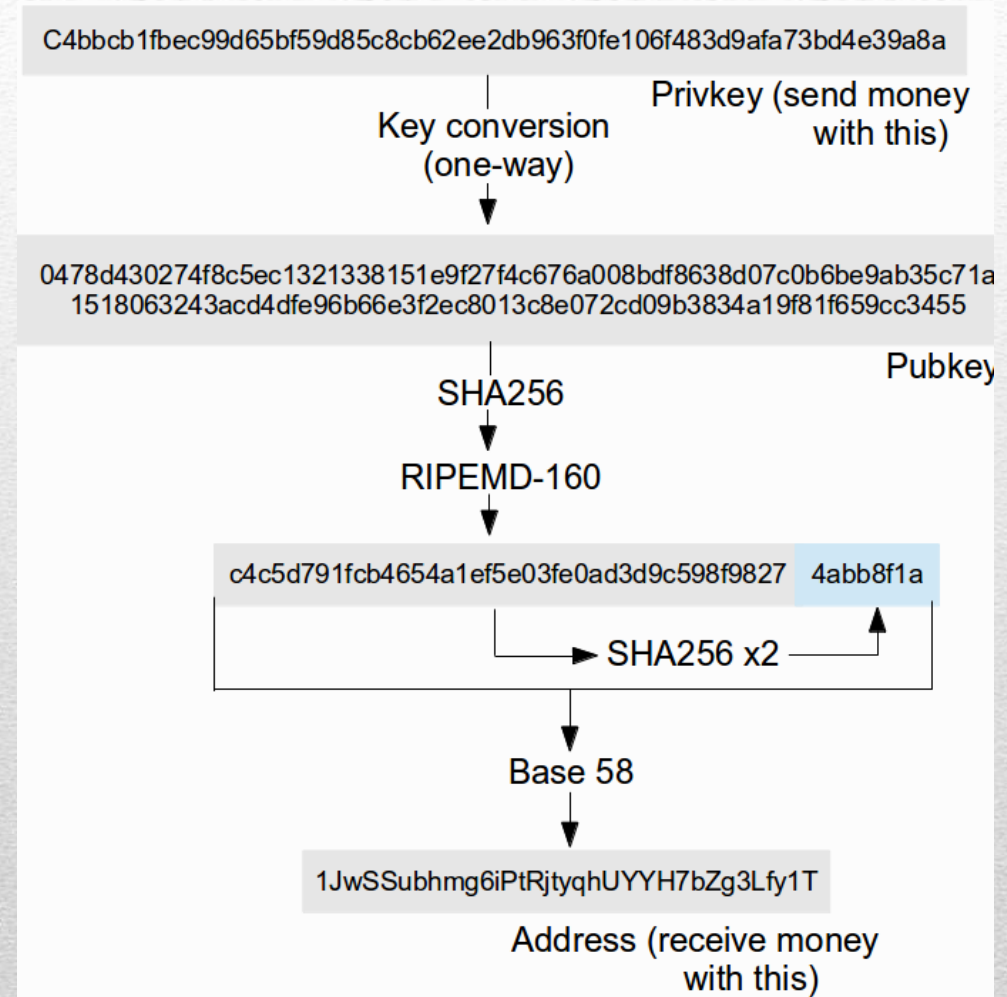 C4bbcb1fbec99d65bf59d85c8cb62ee2db963f0fe106f483d9afa73bd4e39a8a
Privkey (send money
with this)
Key conversion
(one-way)
0478d430274f8c5ec1321338151e9f27f4c676a008bdf8638d07c0b6be9ab35c71a
1518063243acd4dfe96b66e3f2ec8013c8e072cd09b3834a19f81f659cc3455
Pubkey
SHA256
RIPEMD-160
c4c5d791fcb4654a1ef5e03fe0ad3d9c598f9827 4abb8f1a
SHA256 x2
Base 58
1JwSSubhmg6iPtRjtyqhUYYH7bZg3Lfy1T
Address (receive money
with this)